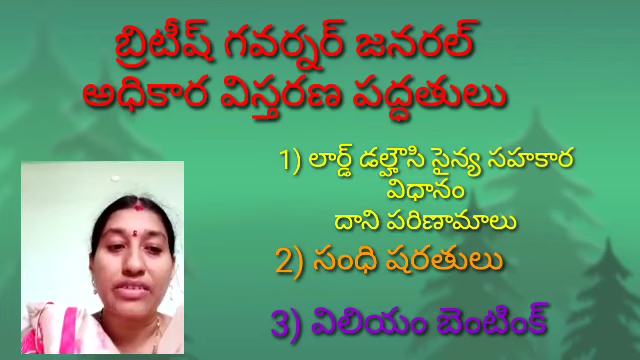 బ్రిటీష్ గవర్నర్ జనరల్
అధికార విస్తరణ పద్ధతులు
1) లార్డ్ డల్హౌసి సైన్య సహకార
విధానం
దాని పరిణామాలు
2) సంధి షరతులు
3) విలియం బెంటింక్